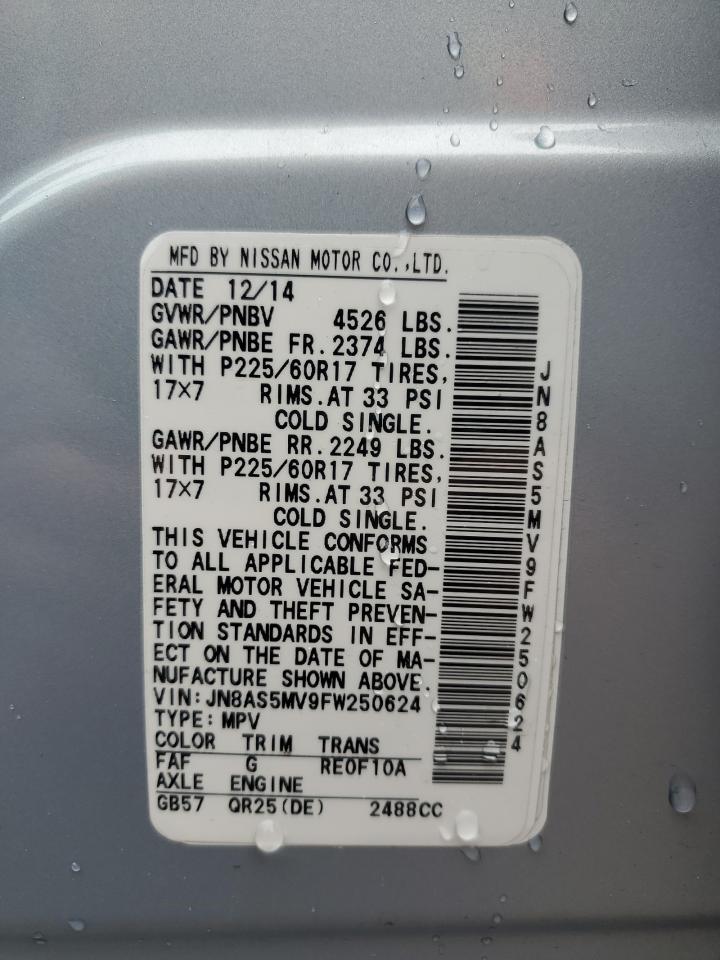 MFD BY NISSAN MOTOR CO.,LTD.
DATE 12/14
GVWR/PNBV 4526 LBS.
GAWR/PNBE FR.2374 LBS.
WITH P225/60R17 TIRES,
17×7 RIMS.AT 33 PSI
COLD SINGLE.
GAWR/PNBE RR.2249 LBS.
WITH P225/60R17 TIRES,
17×7 RIMS.AT 33 PSI
COLD SINGLE.
THIS VEHICLE CONFORMS
TO ALL APPLICABLE FED-
ERAL MOTOR VEHICLE SA-
FETY AND THEFT PREVEN-
TION STANDARDS IN EFF-
ECT ON THE DATE OF MA-
NUFACTURE SHOWN ABOVE.
VIN:JN8AS5MV9FW250624
TYPE:MPV
COLOR TRIM TRANS
FAF G RE0F10A
AXLE ENGINE
GB57 QR25(DE) 2488CC
JN8AS5MV9FW250624